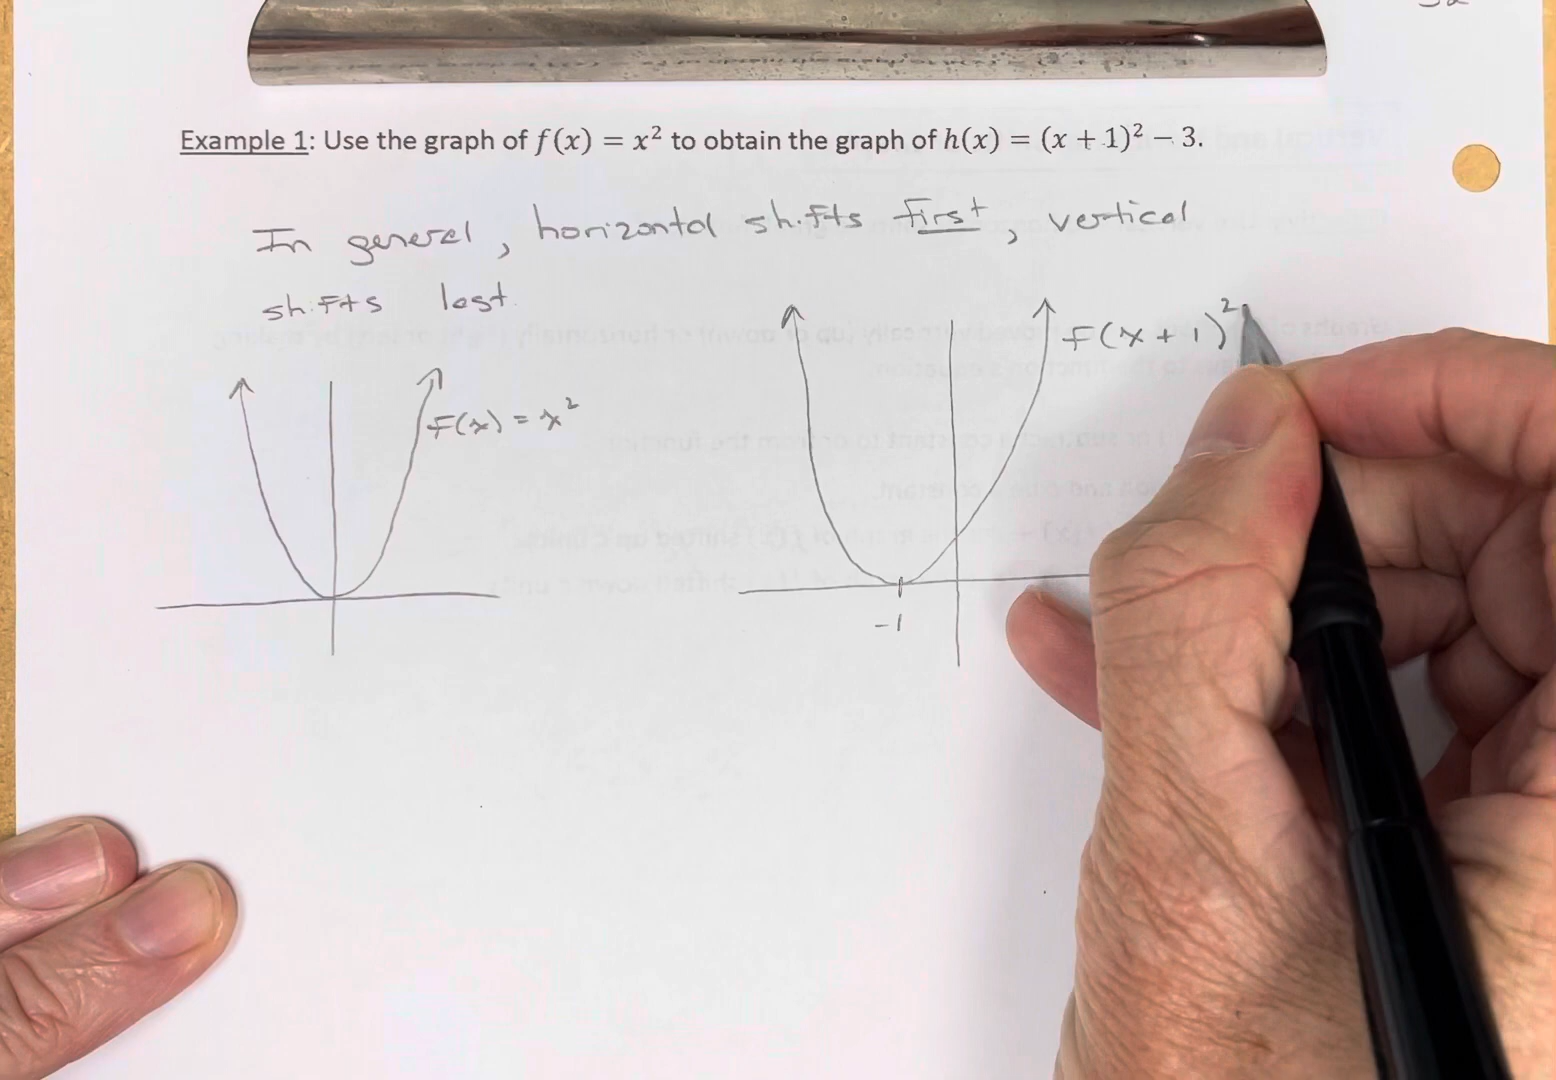 Example 1: Use the graph of f(x) = x² to obtain the graph of h(x) = (x + 1)² − 3.
In general, horizontal shifts first, vertical
shifts last.
F(x + 1)²
F(x) = x²
-1